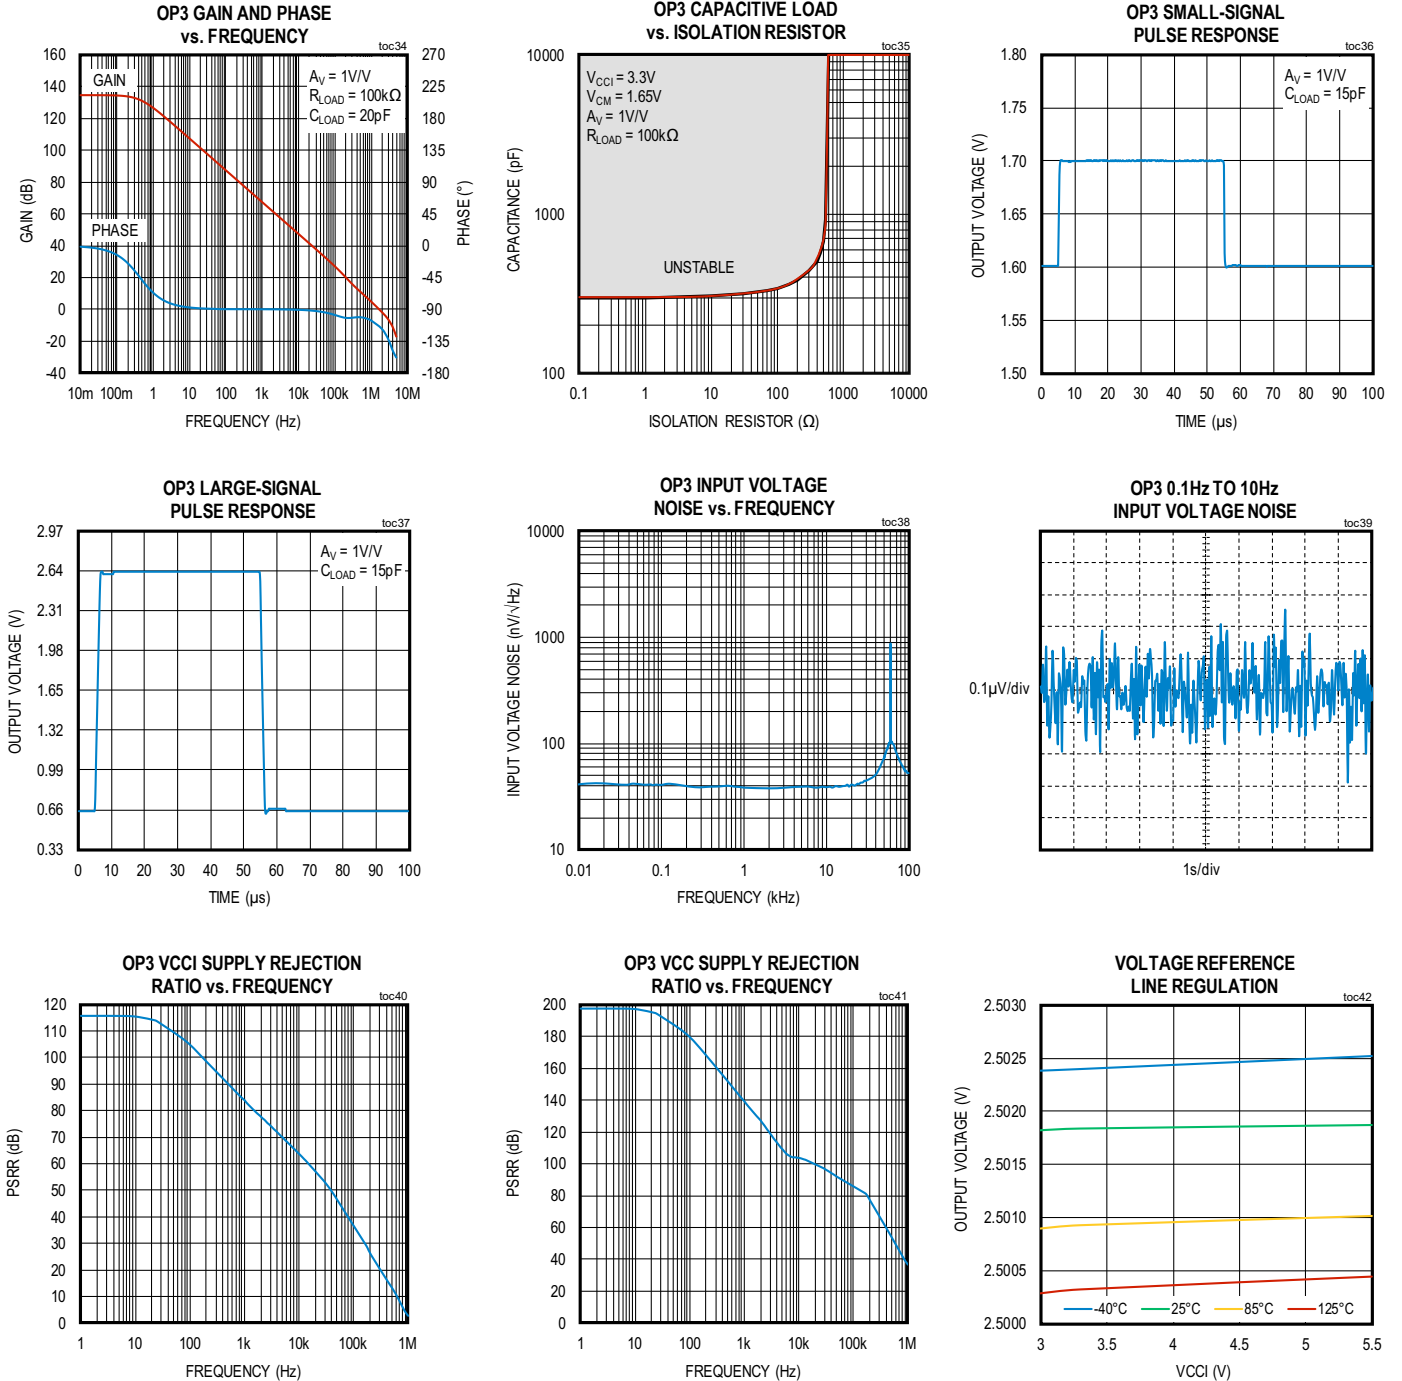 OP3 GAIN AND PHASE
vs. FREQUENCY
toc34
160
140
120
100
80
60
40
20
0
-20
-40
GAIN (dB)
270
225
180
135
90
45
0
-45
-90
-135
-180
PHASE (°)
GAIN
PHASE
AV = 1V/V
RLOAD = 100kΩ
CLOAD = 20pF
10m 100m 1 10 100 1k 10k 100k 1M 10M
FREQUENCY (Hz)
OP3 CAPACITIVE LOAD
vs. ISOLATION RESISTOR
toc35
10000
1000
100
CAPACITANCE (pF)
VCCI = 3.3V
VCM = 1.65V
AV = 1V/V
RLOAD = 100kΩ
UNSTABLE
0.1 1 10 100 1000 10000
ISOLATION RESISTOR (Ω)
OP3 SMALL-SIGNAL
PULSE RESPONSE
toc36
1.80
1.75
1.70
1.65
1.60
1.55
1.50
OUTPUT VOLTAGE (V)
AV = 1V/V
CLOAD = 15pF
0 10 20 30 40 50 60 70 80 90 100
TIME (µs)
OP3 LARGE-SIGNAL
PULSE RESPONSE
toc37
2.97
2.64
2.31
1.98
1.65
1.32
0.99
0.66
0.33
OUTPUT VOLTAGE (V)
AV = 1V/V
CLOAD = 15pF
0 10 20 30 40 50 60 70 80 90 100
TIME (µs)
OP3 INPUT VOLTAGE
NOISE vs. FREQUENCY
toc38
10000
1000
100
10
INPUT VOLTAGE NOISE (nV/√Hz)
0.01 0.1 1 10 100
FREQUENCY (kHz)
OP3 0.1Hz TO 10Hz
INPUT VOLTAGE NOISE
toc39
0.1µV/div
1s/div
OP3 VCCI SUPPLY REJECTION
RATIO vs. FREQUENCY
toc40
120
110
100
90
80
70
60
50
40
30
20
10
0
PSRR (dB)
1 10 100 1k 10k 100k 1M
FREQUENCY (Hz)
OP3 VCC SUPPLY REJECTION
RATIO vs. FREQUENCY
toc41
200
180
160
140
120
100
80
60
40
20
0
PSRR (dB)
1 10 100 1k 10k 100k 1M
FREQUENCY (Hz)
VOLTAGE REFERENCE
LINE REGULATION
toc42
2.5030
2.5025
2.5020
2.5015
2.5010
2.5005
2.5000
OUTPUT VOLTAGE (V)
-40°C 25°C 85°C 125°C
3 3.5 4 4.5 5 5.5
VCCI (V)